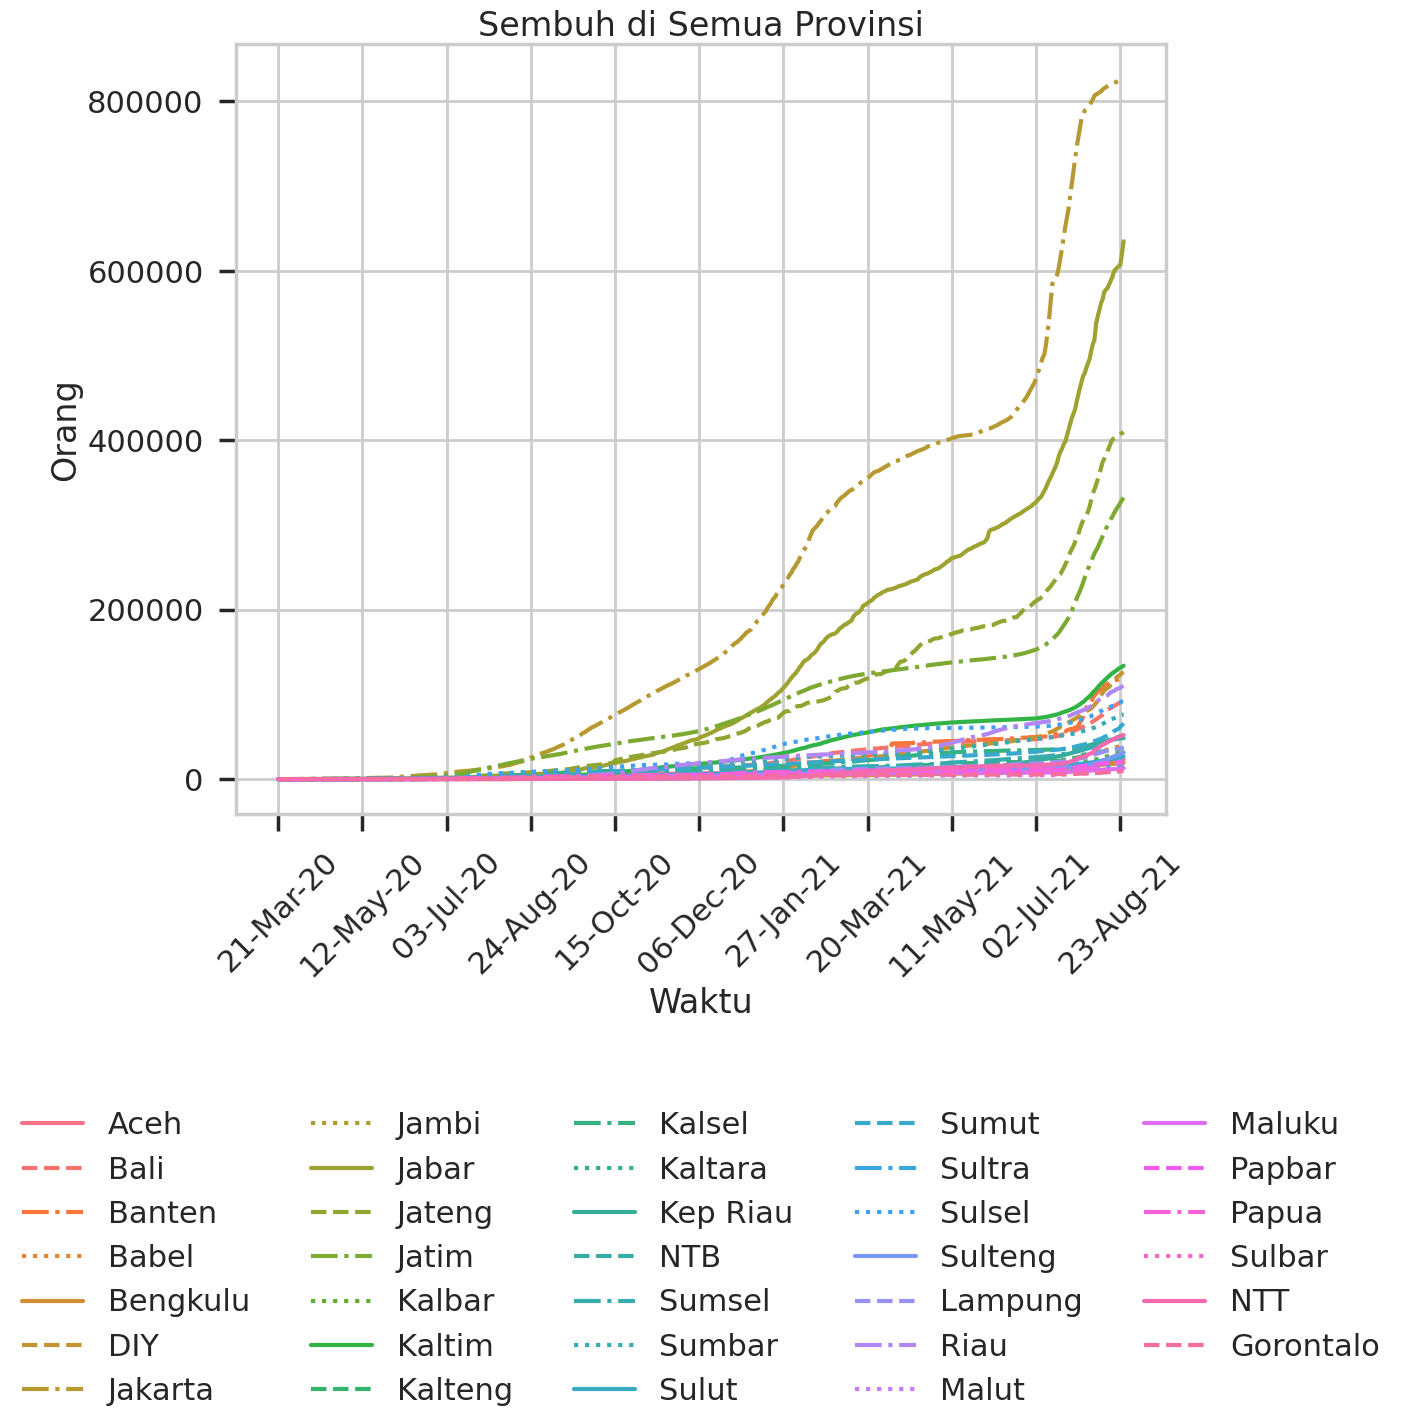 Sembuh di Semua Provinsi
800000
600000
400000
200000
0
Orang
21-Mar-20
12-May-20
03-Jul-20
24-Aug-20
15-Oct-20
06-Dec-20
27-Jan-21
20-Mar-21
11-May-21
02-Jul-21
23-Aug-21
Waktu
Aceh
Bali
Banten
Babel
Bengkulu
DIY
Jakarta
Jambi
Jabar
Jateng
Jatim
Kalbar
Kaltim
Kalteng
Kalsel
Kaltara
Kep Riau
NTB
Sumsel
Sumbar
Sulut
Sumut
Sultra
Sulsel
Sulteng
Lampung
Riau
Malut
Maluku
Papbar
Papua
Sulbar
NTT
Gorontalo